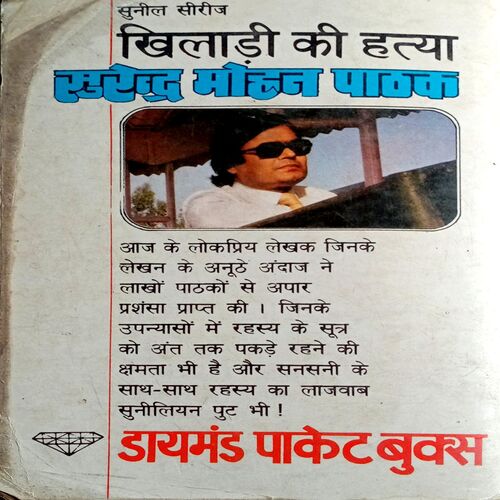 सुनील सीरीज
खिलाड़ी की हत्या
सुरेन्द्र मोहन पाठक
आज के लोकप्रिय लेखक जिनके
लेखन के अनूठे अंदाज ने
लाखों पाठकों से अपार
प्रशंसा प्राप्त की । जिनके
उपन्यासों में रहस्य के सूत्र
को अंत तक पकड़े रहने की
क्षमता भी है और सनसनी के
साथ-साथ रहस्य का लाजवाब
सुनीलियन पुट भी !
डायमंड पाकेट बुक्स